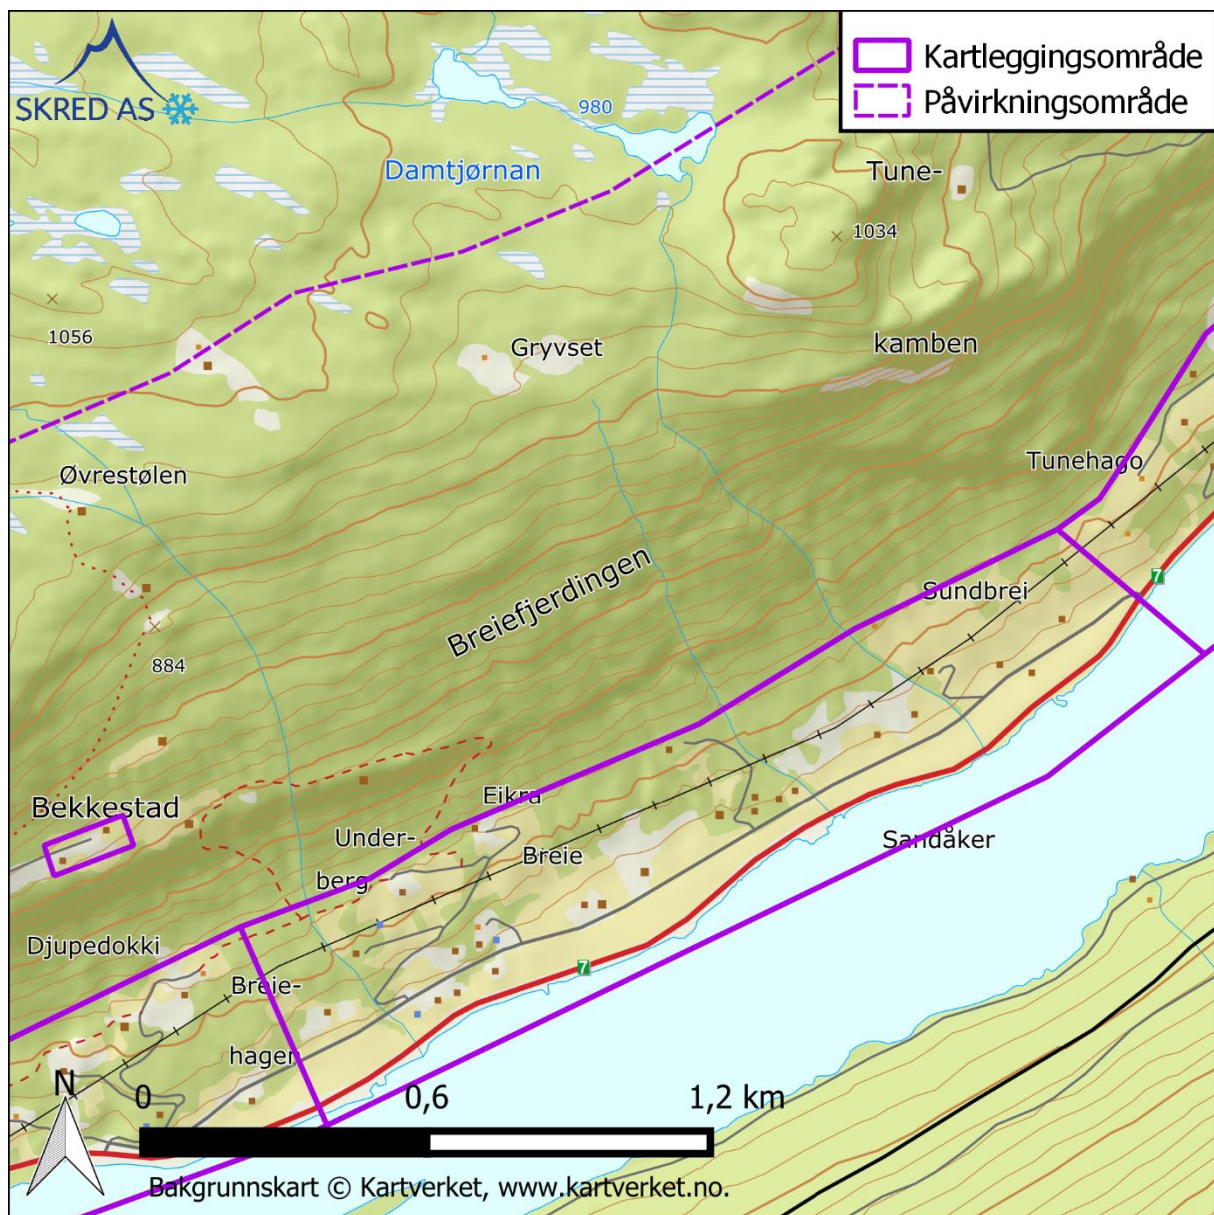 SKRED AS
Kartleggingsområde
Påvirkningsområde
980
Damtjørnan
Tune-
1034
1056
Gryvset
kamben
Øvrestølen
Tunehago
Breiefjerdingen
Sundbrei
7
884
Bekkestad
Eikra
Under-
berg
Breie
Sandåker
Djupedokki
7
Breie-
hagen
N
0
0,6
1,2 km
Bakgrunnskart © Kartverket, www.kartverket.no.